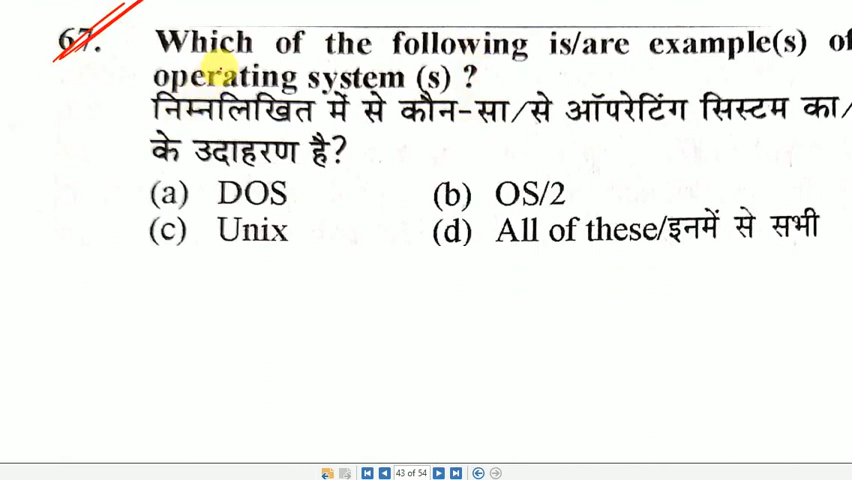 67. Which of the following is/are example(s) of
operating system (s) ?
निम्नलिखित में से कौन-सा/से ऑपरेटिंग सिस्टम का/
के उदाहरण है?
(a) DOS (b) OS/2
(c) Unix (d) All of these/इनमें से सभी
43 of 54